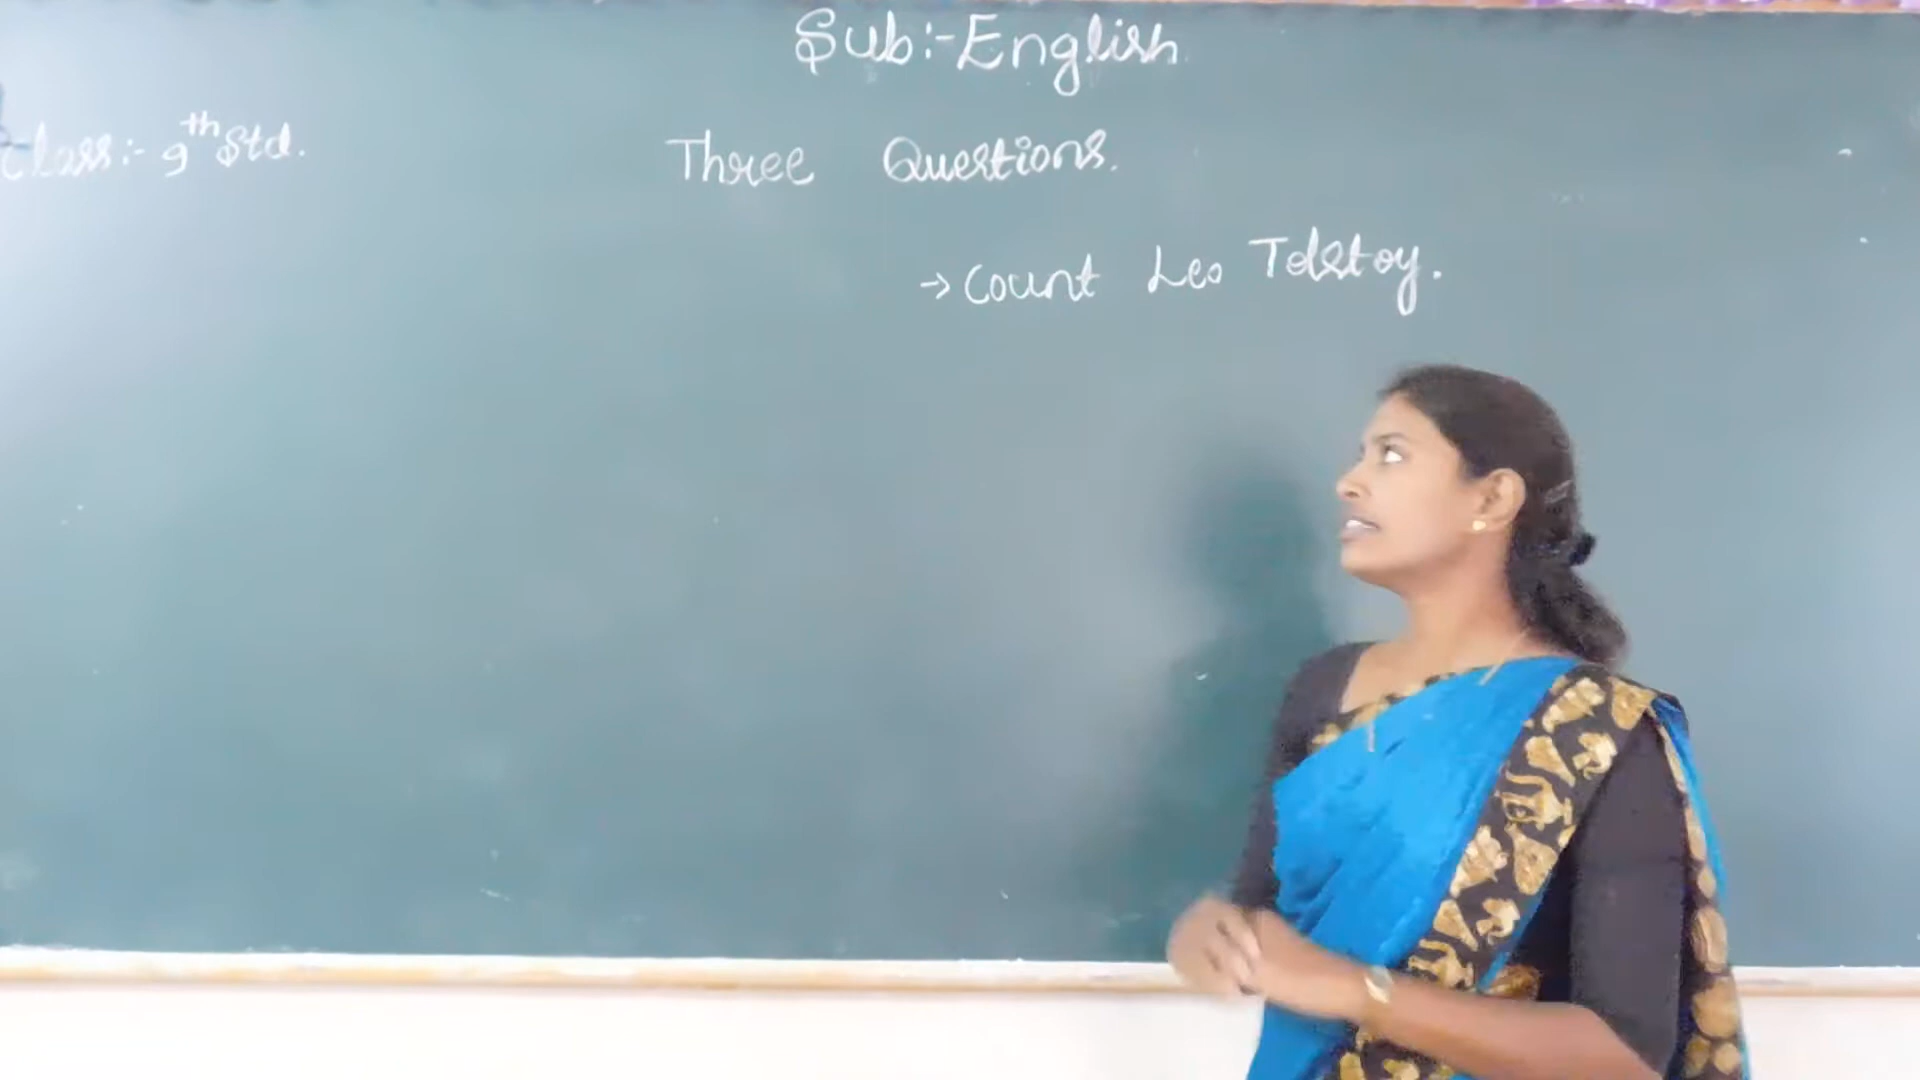 Sub:-English
Class:- 9th Std.
Three Questions.
→ Count Leo Tolstoy.